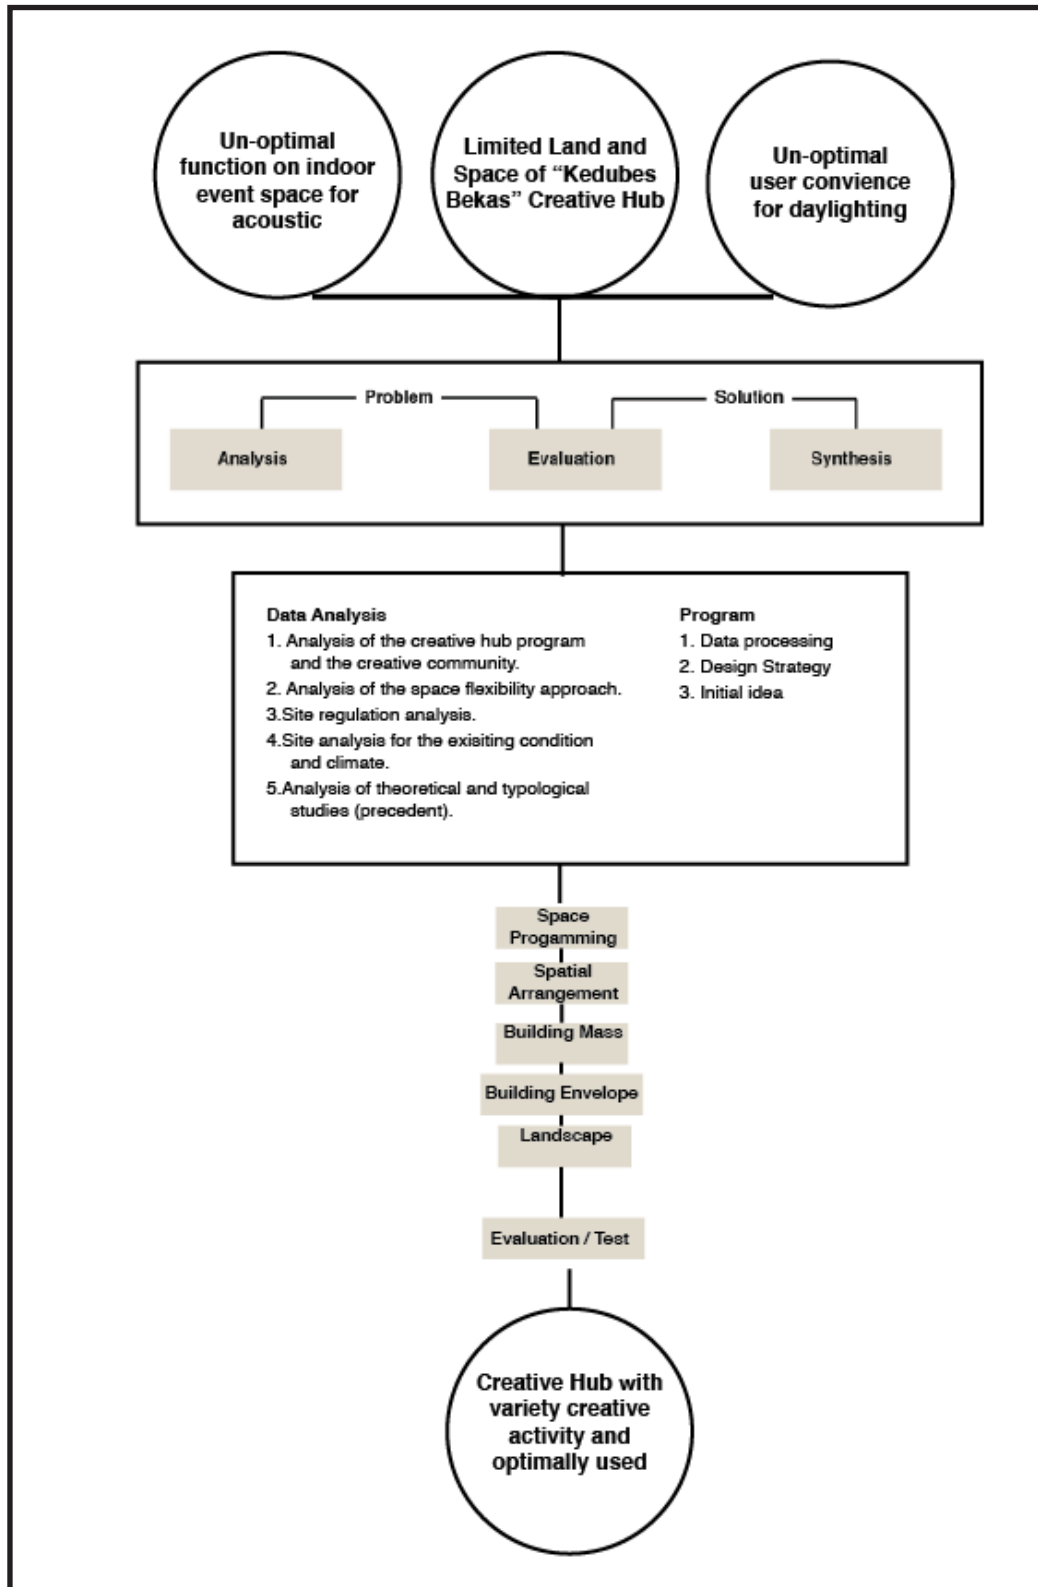 Un-optimal
function on indoor
event space for
acoustic
Limited Land and
Space of “Kedubes
Bekas” Creative Hub
Un-optimal
user convience
for daylighting
Problem
Solution
Analysis
Evaluation
Synthesis
Data Analysis
1. Analysis of the creative hub program
and the creative community.
2. Analysis of the space flexibility approach.
3.Site regulation analysis.
4.Site analysis for the exisiting condition
and climate.
5.Analysis of theoretical and typological
studies (precedent).
Program
1. Data processing
2. Design Strategy
3. Initial idea
Space
Progamming
Spatial
Arrangement
Building Mass
Building Envelope
Landscape
Evaluation / Test
Creative Hub with
variety creative
activity and
optimally used